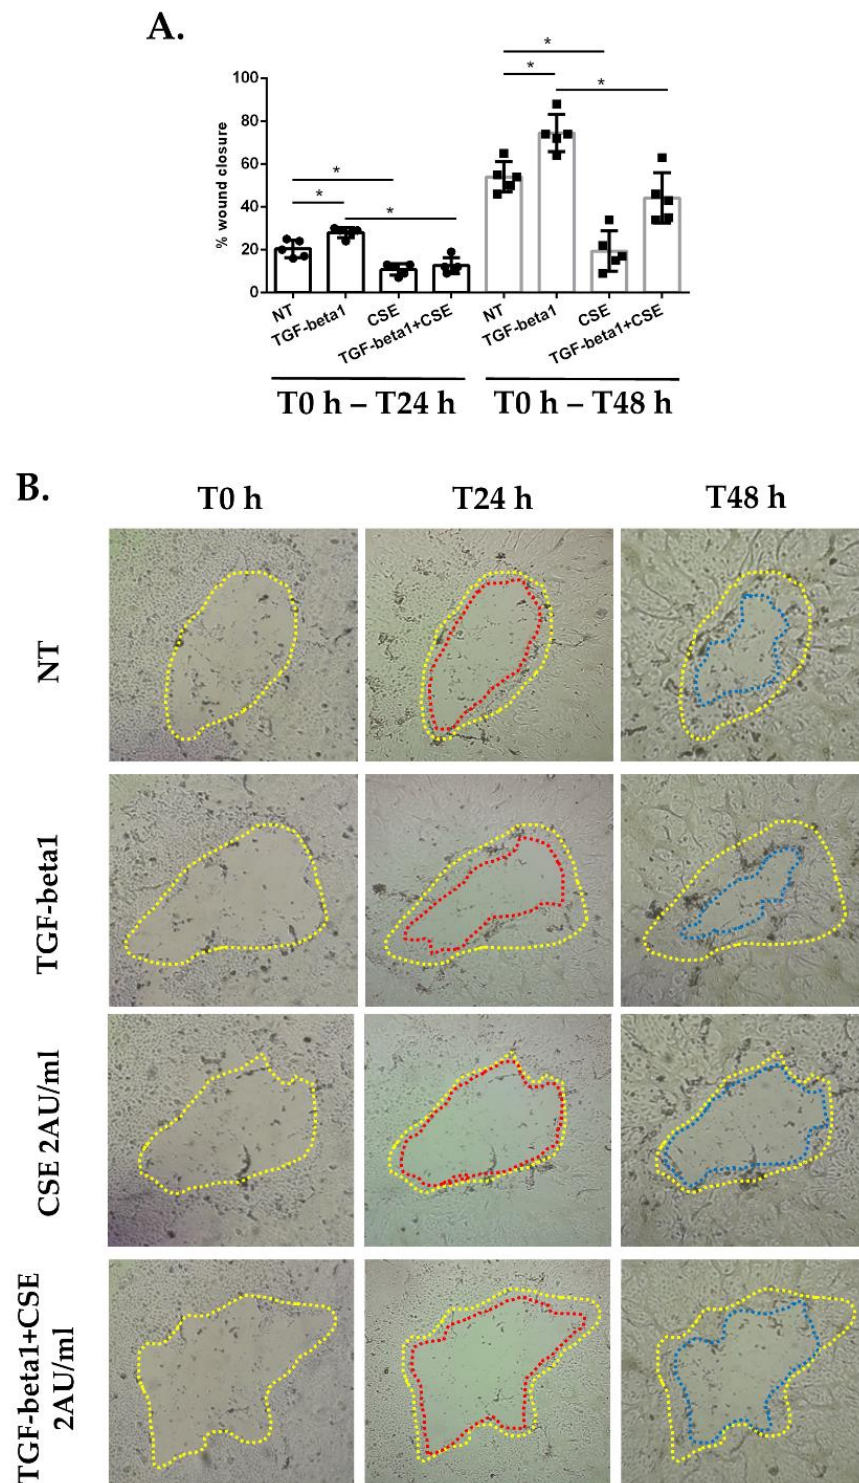 A.
% wound closure
100
80
60
40
20
0
*
*
*
*
*
*
NT
TGF-beta1
CSE
TGF-beta1+CSE
NT
TGF-beta1
CSE
TGF-beta1+CSE
T0 h – T24 h
T0 h – T48 h
B.
T0 h
T24 h
T48 h
NT
TGF-beta1
CSE 2AU/ml
TGF-beta1+CSE
2AU/ml